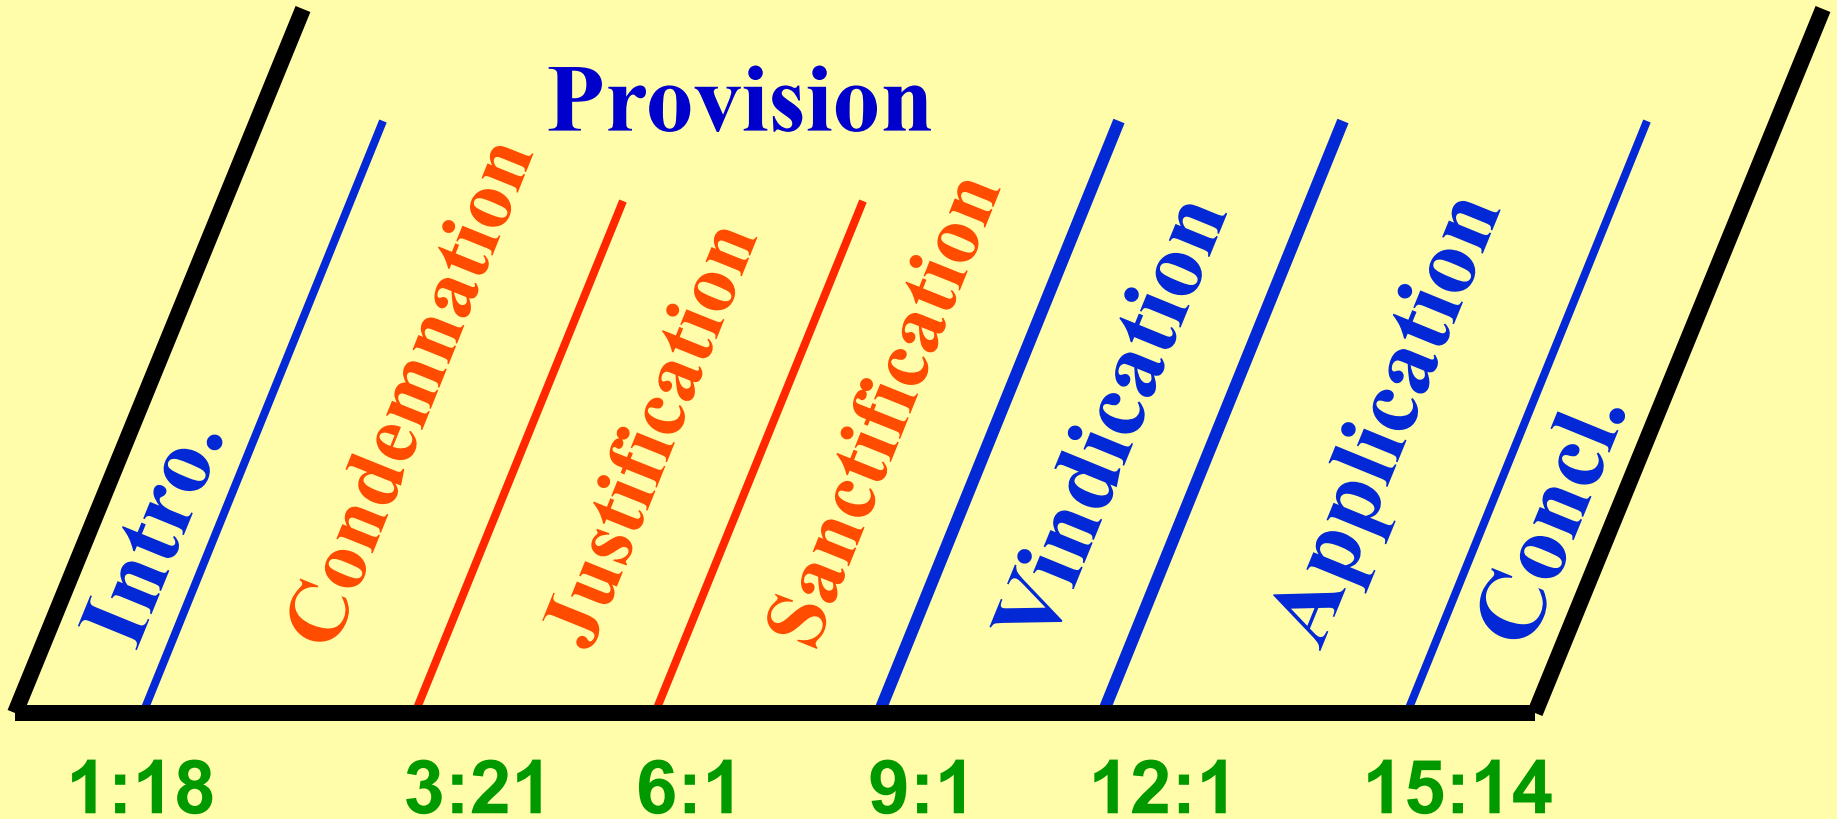 Provision
Intro.
Condemnation
Justification
Sanctification
Vindication
Application
Concl.
1:18 3:21 6:1 9:1 12:1 15:14